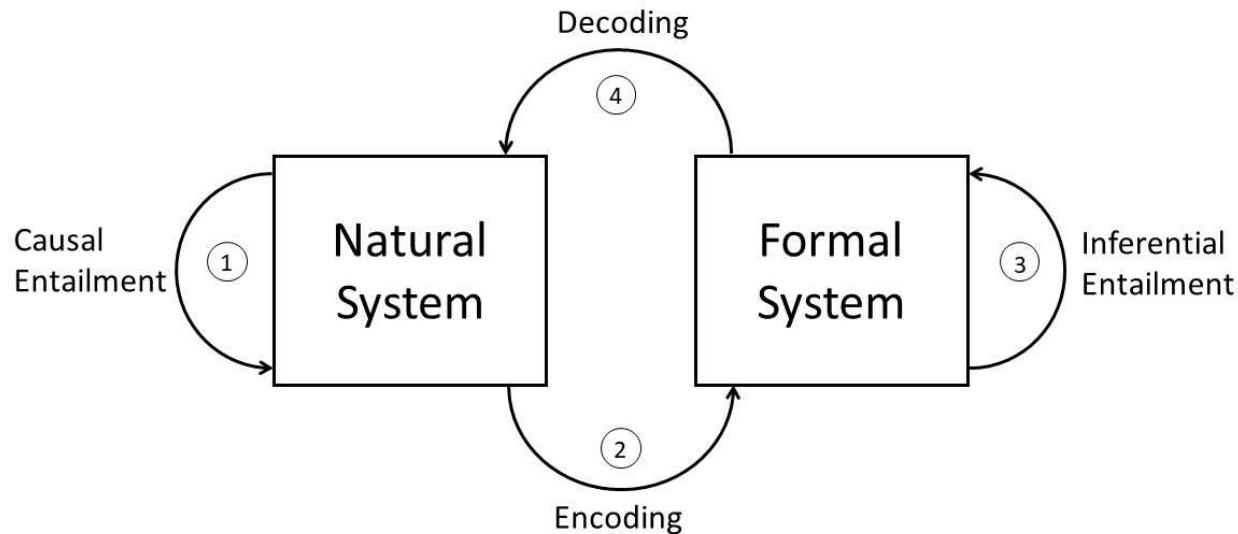 Decoding
4
Natural
System
Formal
System
Causal
Entailment
1
3
Inferential
Entailment
2
Encoding